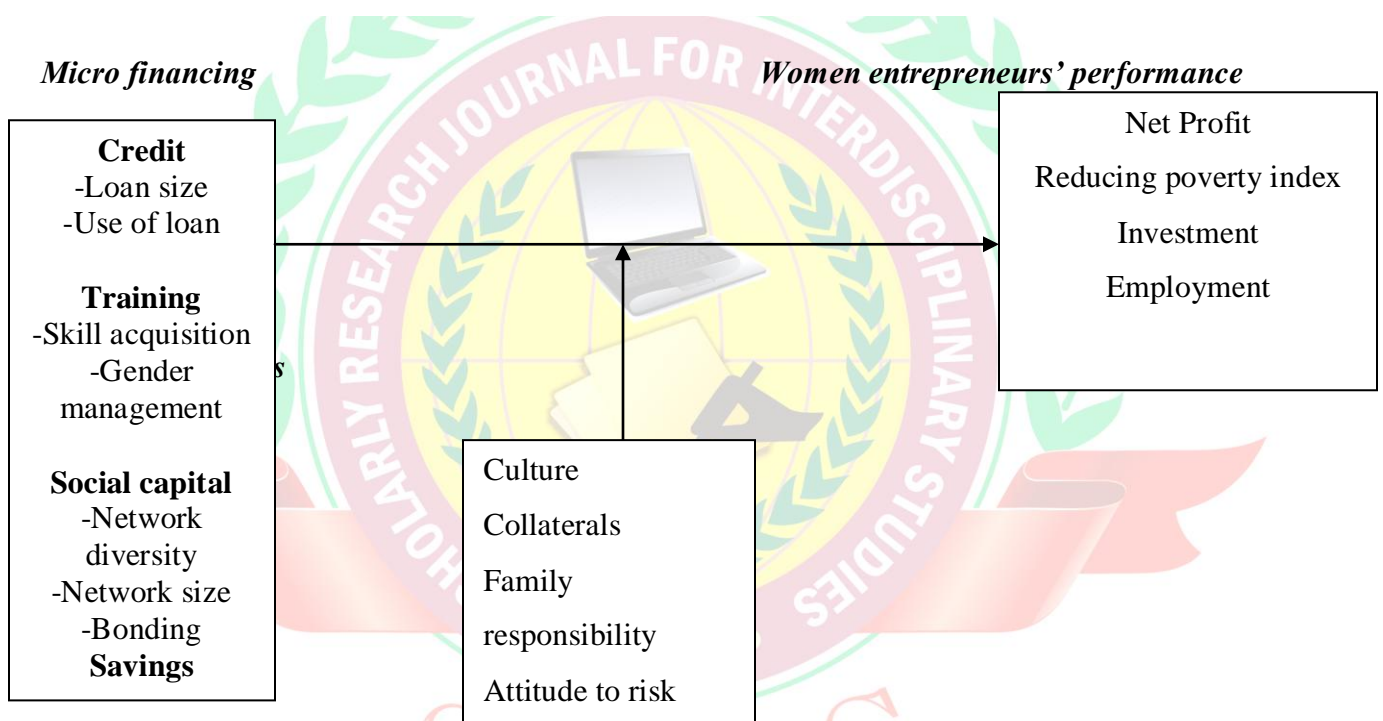 Micro financing
Women entrepreneurs’ performance
Credit
-Loan size
-Use of loan
Training
-Skill acquisition
-Gender
management
Social capital
-Network
diversity
-Network size
-Bonding
Savings
s
Culture
Collaterals
Family
responsibility
Attitude to risk
Net Profit
Reducing poverty index
Investment
Employment
SCHOLARLY RESEARCH JOURNAL FOR INTERDISCIPLINARY STUDIES